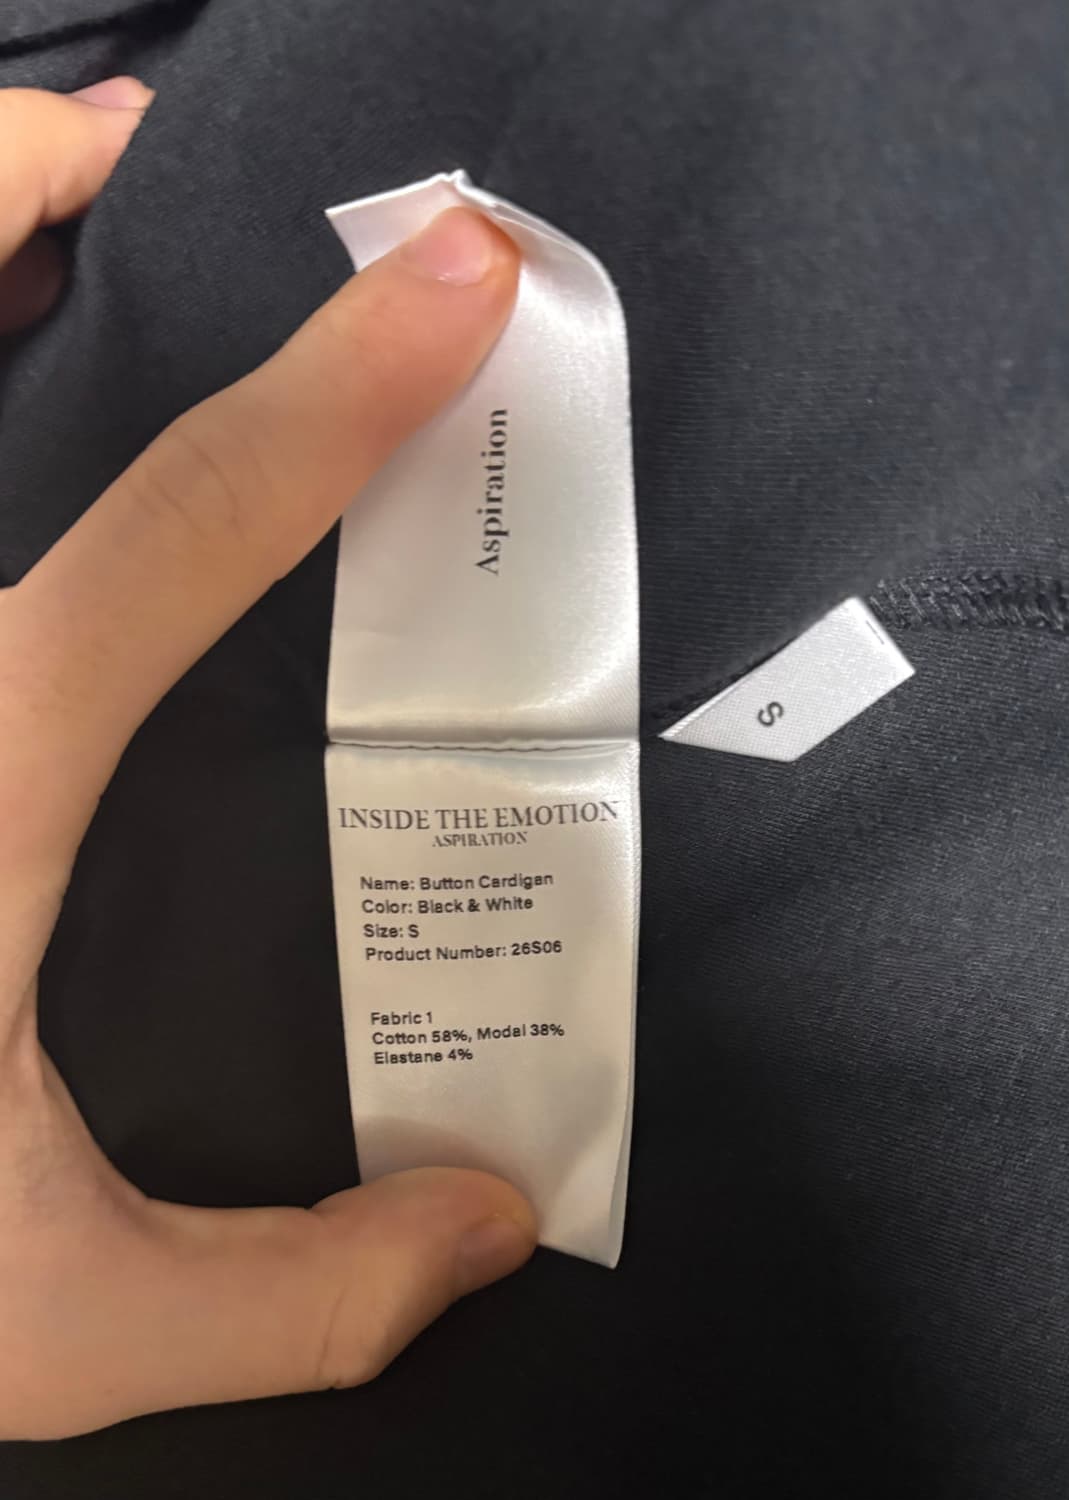 Aspiration
S
INSIDE THE EMOTION
ASPIRATION
Name: Button Cardigan
Color: Black & White
Size: S
Product Number: 26S06
Fabric 1
Cotton 58%, Modal 38%
Elastane 4%